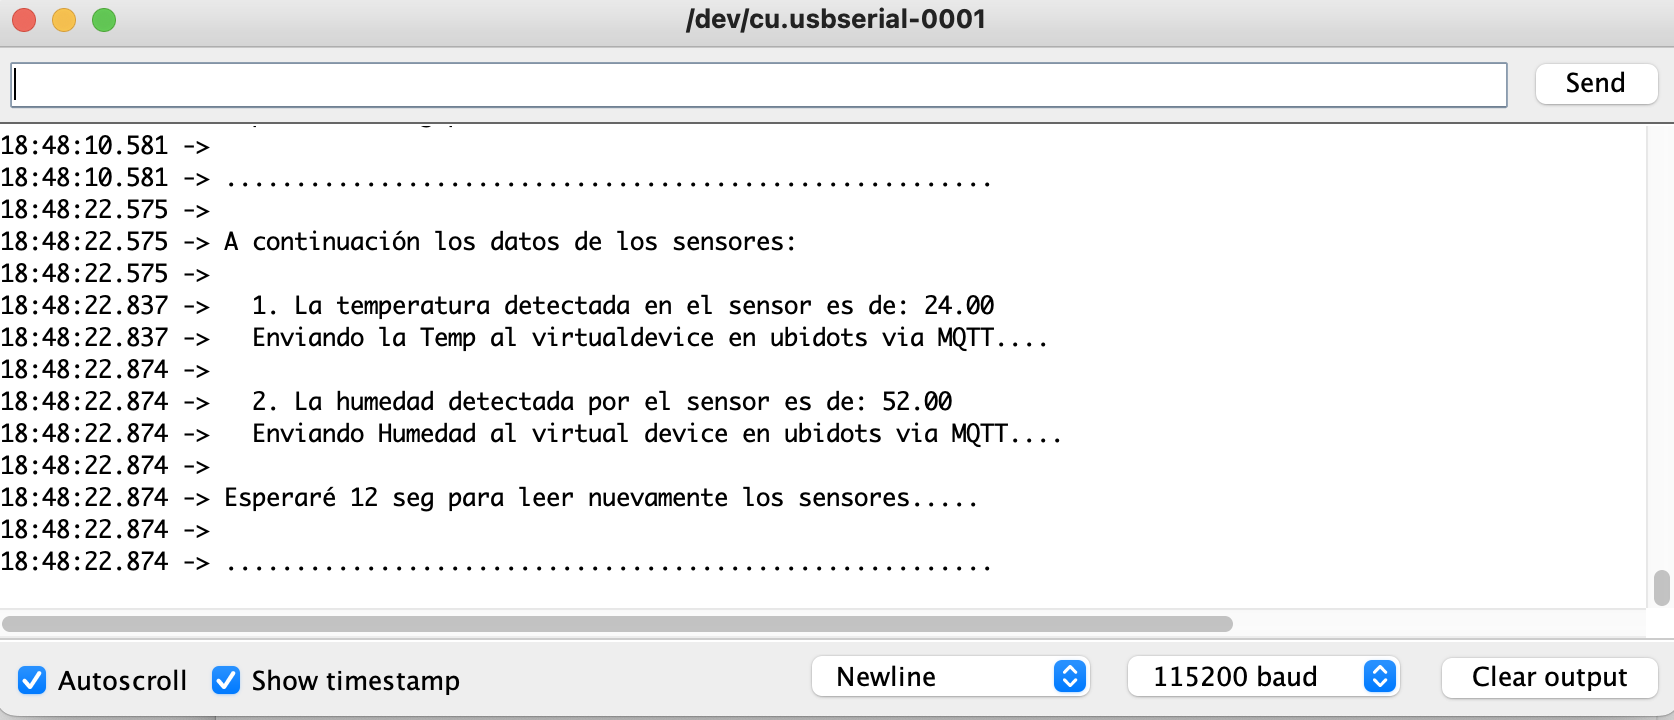 /dev/cu.usbserial-0001
Send
18:48:10.581 ->
18:48:10.581 -> .......................................................
18:48:22.575 ->
18:48:22.575 -> A continuación los datos de los sensores:
18:48:22.575 ->
18:48:22.837 ->   1. La temperatura detectada en el sensor es de: 24.00
18:48:22.837 ->   Enviando la Temp al virtualdevice en ubidots via MQTT....
18:48:22.874 ->
18:48:22.874 ->   2. La humedad detectada por el sensor es de: 52.00
18:48:22.874 ->   Enviando Humedad al virtual device en ubidots via MQTT....
18:48:22.874 ->
18:48:22.874 -> Esperaré 12 seg para leer nuevamente los sensores.....
18:48:22.874 ->
18:48:22.874 -> .......................................................
Autoscroll Show timestamp Newline 115200 baud Clear output